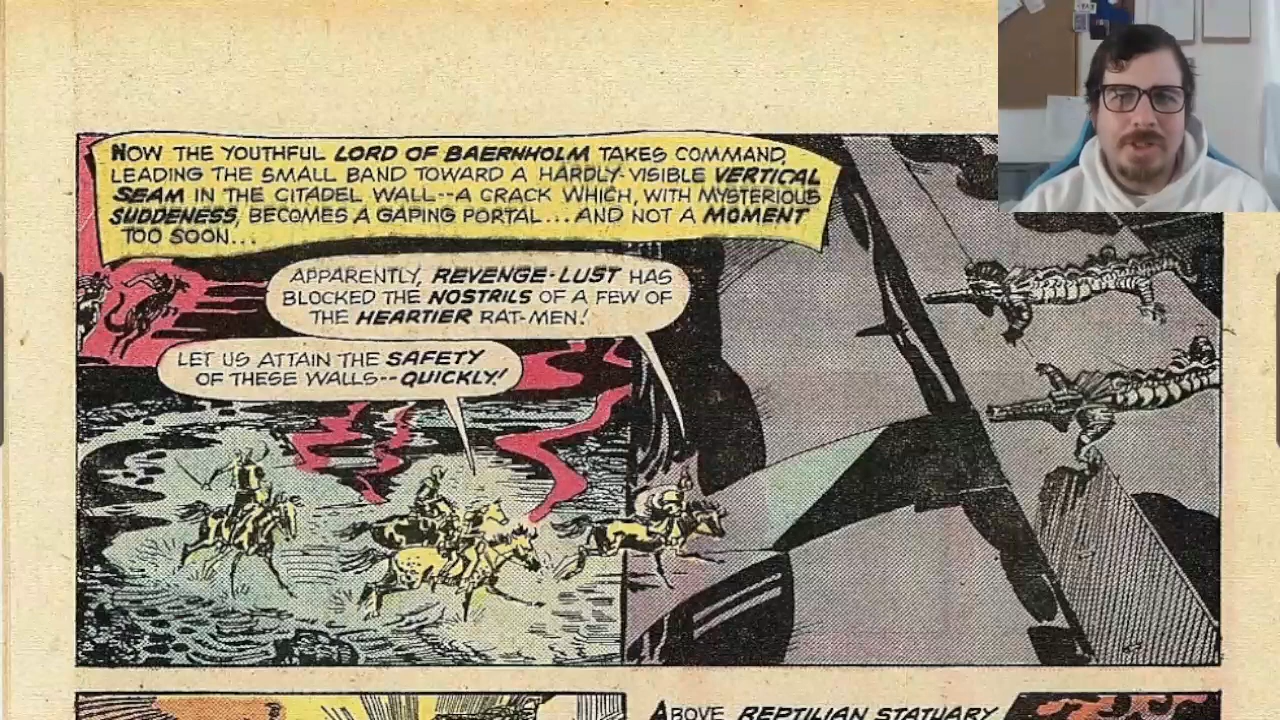 NOW THE YOUTHFUL LORD OF BAERNHOLM TAKES COMMAND,
LEADING THE SMALL BAND TOWARD A HARDLY-VISIBLE VERTICAL
SEAM IN THE CITADEL WALL--A CRACK WHICH, WITH MYSTERIOUS
SUDDENESS, BECOMES A GAPING PORTAL... AND NOT A MOMENT
TOO SOON...
APPARENTLY, REVENGE-LUST HAS
BLOCKED THE NOSTRILS OF A FEW OF
THE HEARTIER RAT-MEN!
LET US ATTAIN THE SAFETY
OF THESE WALLS--QUICKLY!
ABOVE REPTILIAN STATUARY